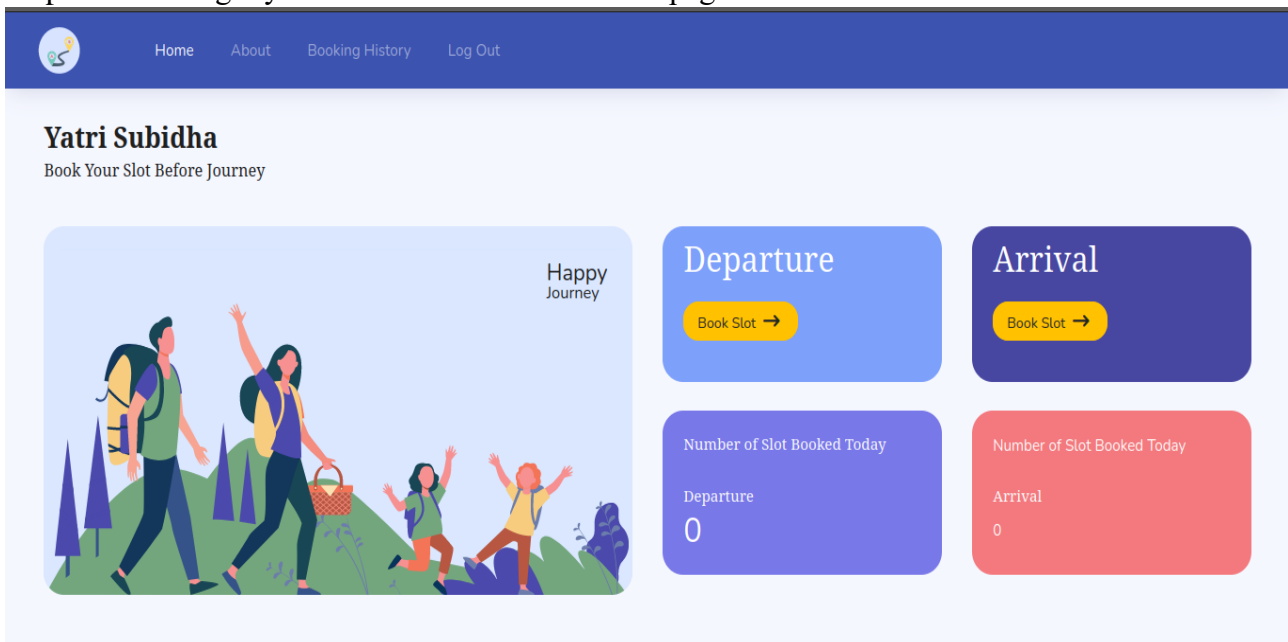 Home About Booking History Log Out
Yatri Subidha
Book Your Slot Before Journey
Happy
Journey
Departure
Book Slot →
Arrival
Book Slot →
Number of Slot Booked Today
Departure
0
Number of Slot Booked Today
Arrival
0